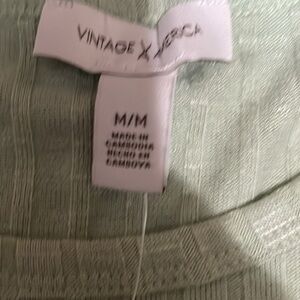 VINTAGE AMERICA
M/M
MADE IN
CAMBODIA
HECHO EN
CAMBOYA